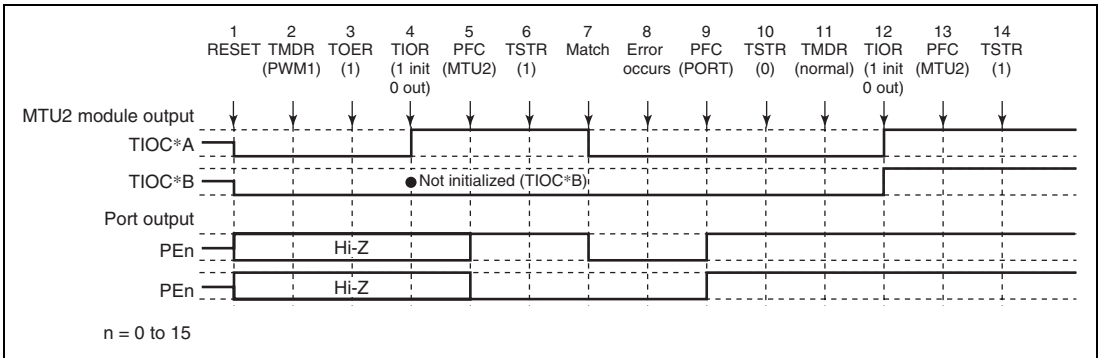 1 2 3 4 5 6 7 8 9 10 11 12 13 14
RESET TMDR TOER TIOR PFC TSTR Match Error PFC TSTR TMDR TIOR PFC TSTR
(PWM1) (1) (1 init (MTU2) (1) occurs (PORT) (0) (normal) (1 init (MTU2) (1)
0 out) 0 out)
MTU2 module output
TIOC*A
TIOC*B ● Not initialized (TIOC*B)
Port output
PEn Hi-Z
PEn Hi-Z
n = 0 to 15